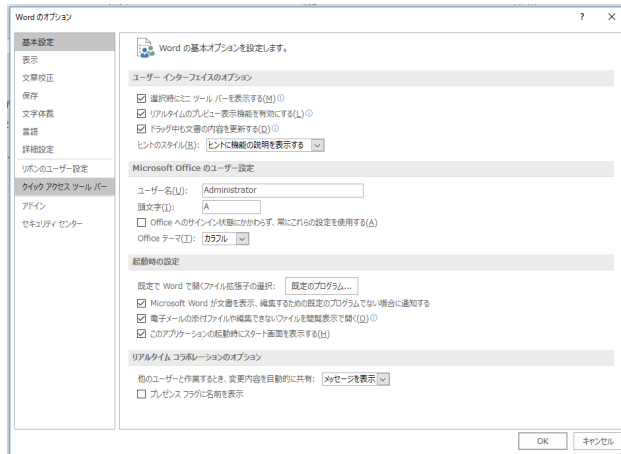 Word のオプション
? ×
基本設定
表示
文章校正
保存
文字体裁
言語
詳細設定
リボンのユーザー設定
クイック アクセス ツール バー
アドイン
セキュリティ センター
Word の基本オプションを設定します。
ユーザー インターフェイスのオプション
選択時にミニ ツール バーを表示する(M)
リアルタイムのプレビュー表示機能を有効にする(L)
ドラッグ中も文書の内容を更新する(D)
ヒントのスタイル(R): ヒントに機能の説明を表示する
Microsoft Office のユーザー設定
ユーザー名(U): Administrator
頭文字(I): A
Office へのサインイン状態にかかわらず、常にこれらの設定を使用する(A)
Office テーマ(T): カラフル
起動時の設定
既定で Word で開くファイル拡張子の選択: 既定のプログラム...
Microsoft Word が文書を表示、編集するための既定のプログラムでない場合に通知する
電子メールの添付ファイルや編集できないファイルを閲覧表示で開く(O)
このアプリケーションの起動時にスタート画面を表示する(H)
リアルタイム コラボレーションのオプション
他のユーザーと作業するとき、変更内容を自動的に共有: メッセージを表示
プレゼンス フラグに名前を表示
OK キャンセル